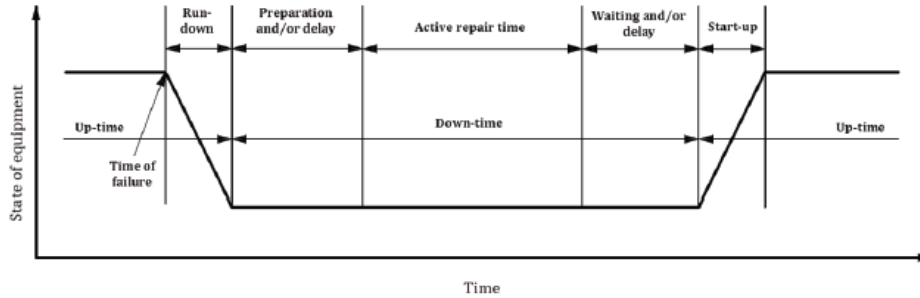 Run-
down
Preparation
and/or delay
Active repair time
Waiting and/or
delay
Start-up
State of equipment
Up-time
Down-time
Up-time
Time of
failure
Time